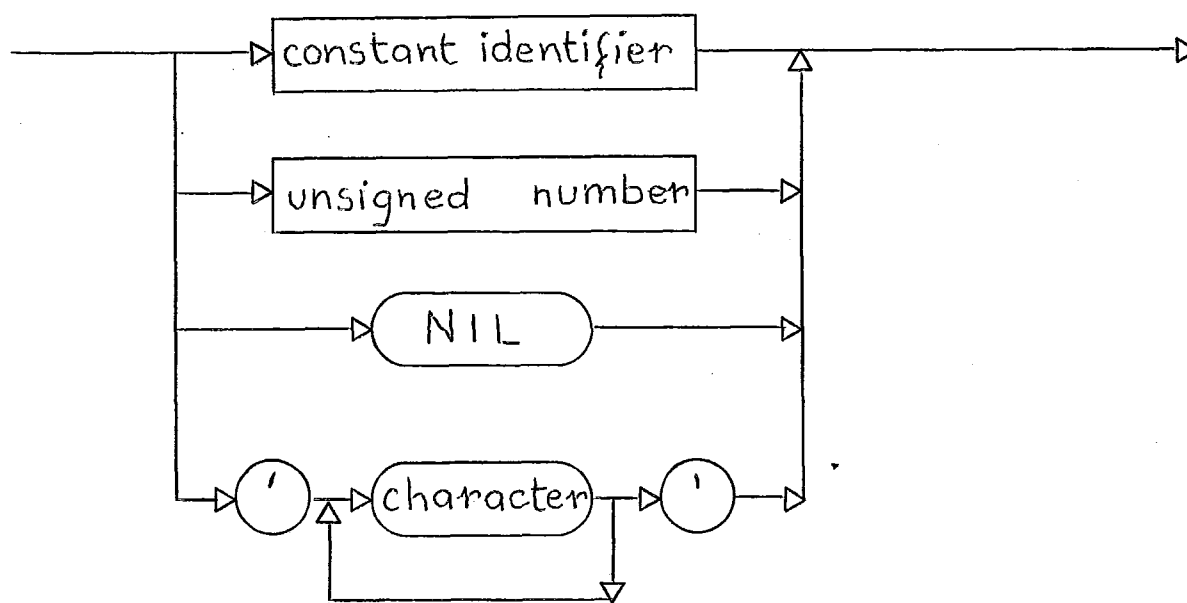 constant identifier
unsigned number
NIL
' character '